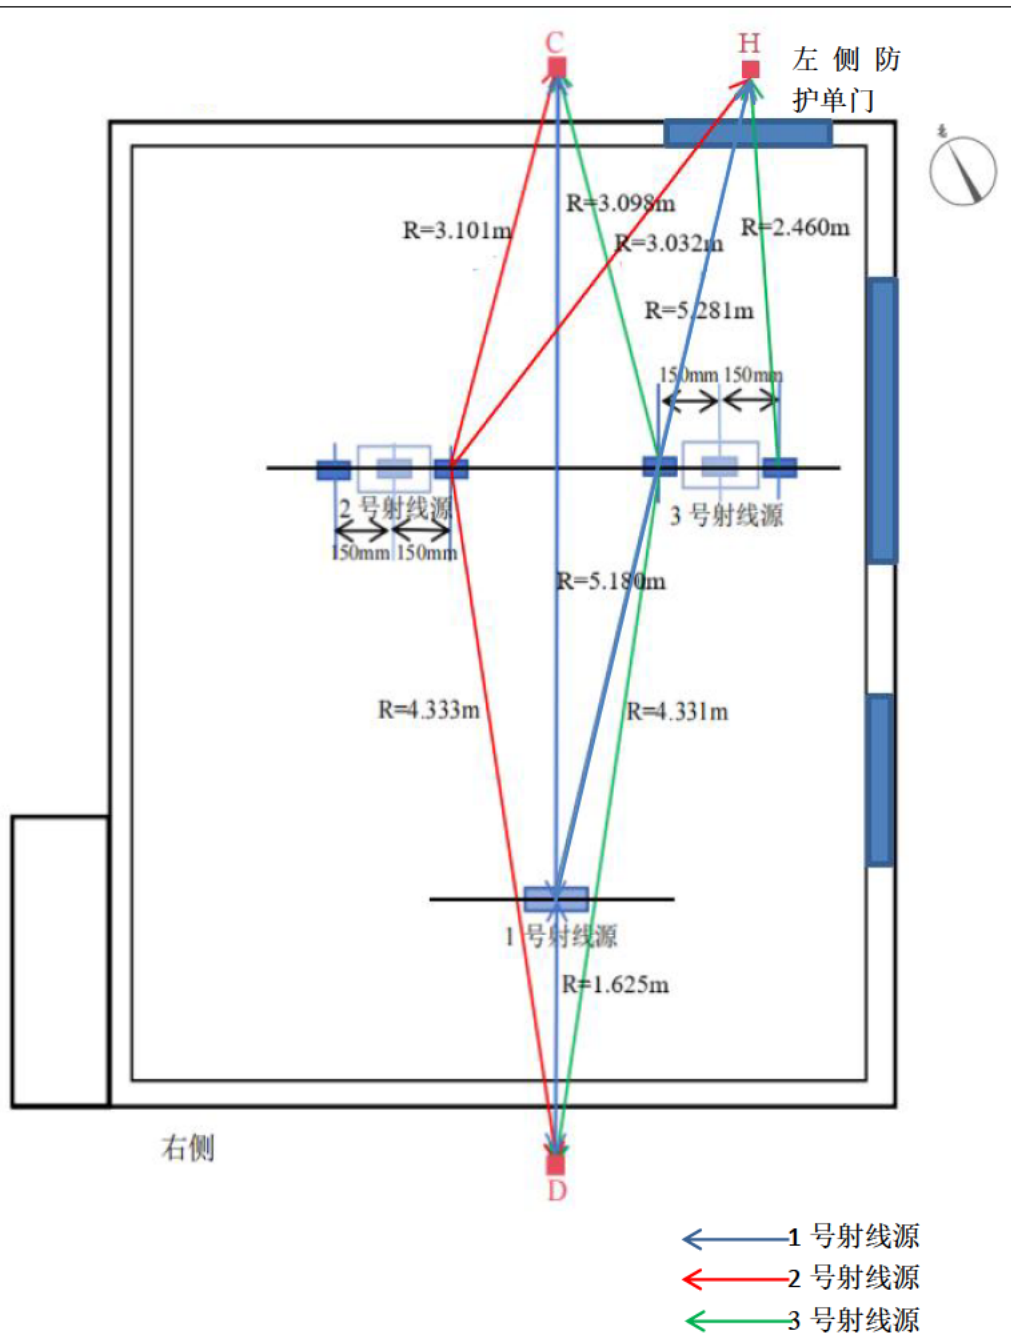 C
H
左 侧 防
护单门
R=3.098m
R=3.101m
R=2.460m
R=3.032m
R=5.281m
150mm
150mm
2 号射线源
3 号射线源
150mm
150mm
R=5.180m
R=4.333m
R=4.331m
1 号射线源
R=1.625m
右侧
D
1 号射线源
2 号射线源
3 号射线源